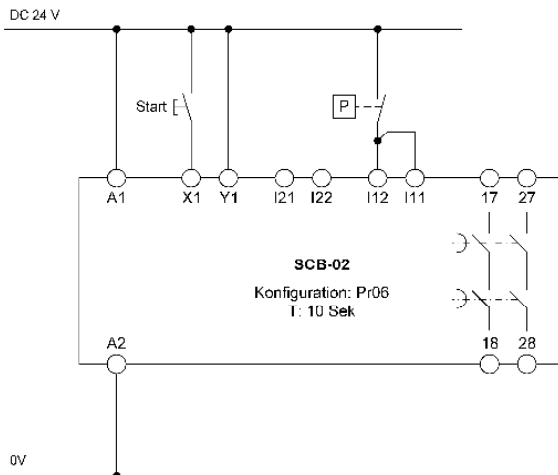 DC 24 V
Start
P
A1 X1 Y1 I21 I22 I12 I11 17 27
SCB-02
Konfiguration: Pr06
T: 10 Sek
A2 18 28
0V